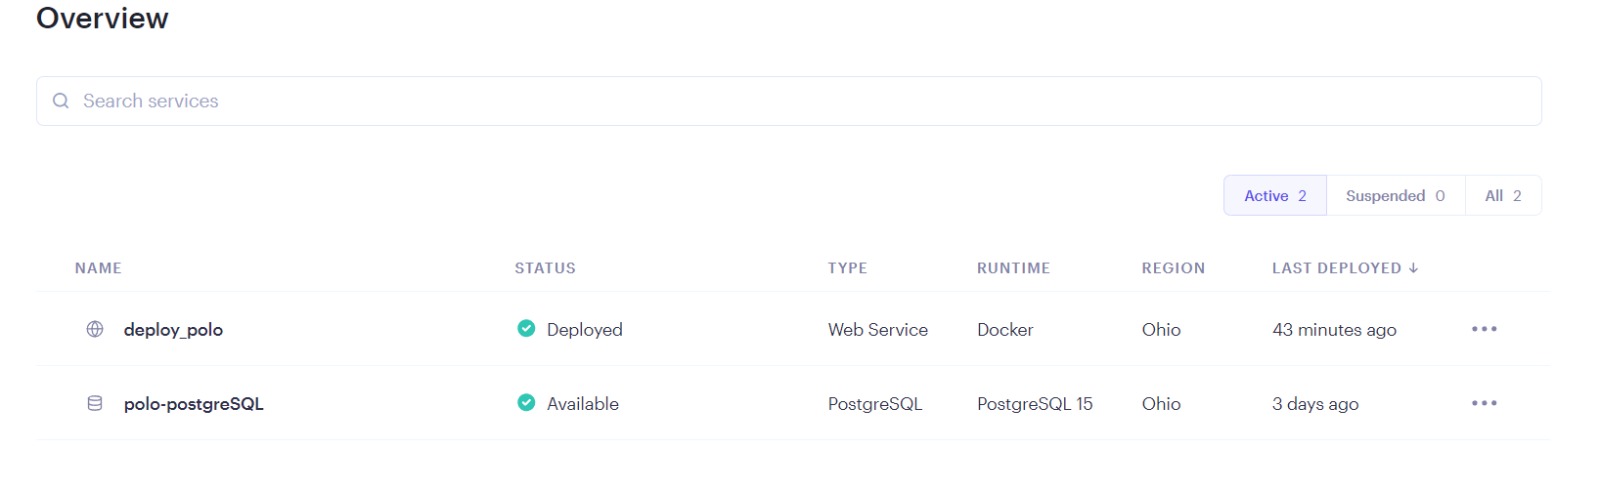 Overview
Search services
Active 2 Suspended 0 All 2
NAME STATUS TYPE RUNTIME REGION LAST DEPLOYED ↓
deploy_polo Deployed Web Service Docker Ohio 43 minutes ago
polo-postgreSQL Available PostgreSQL PostgreSQL 15 Ohio 3 days ago